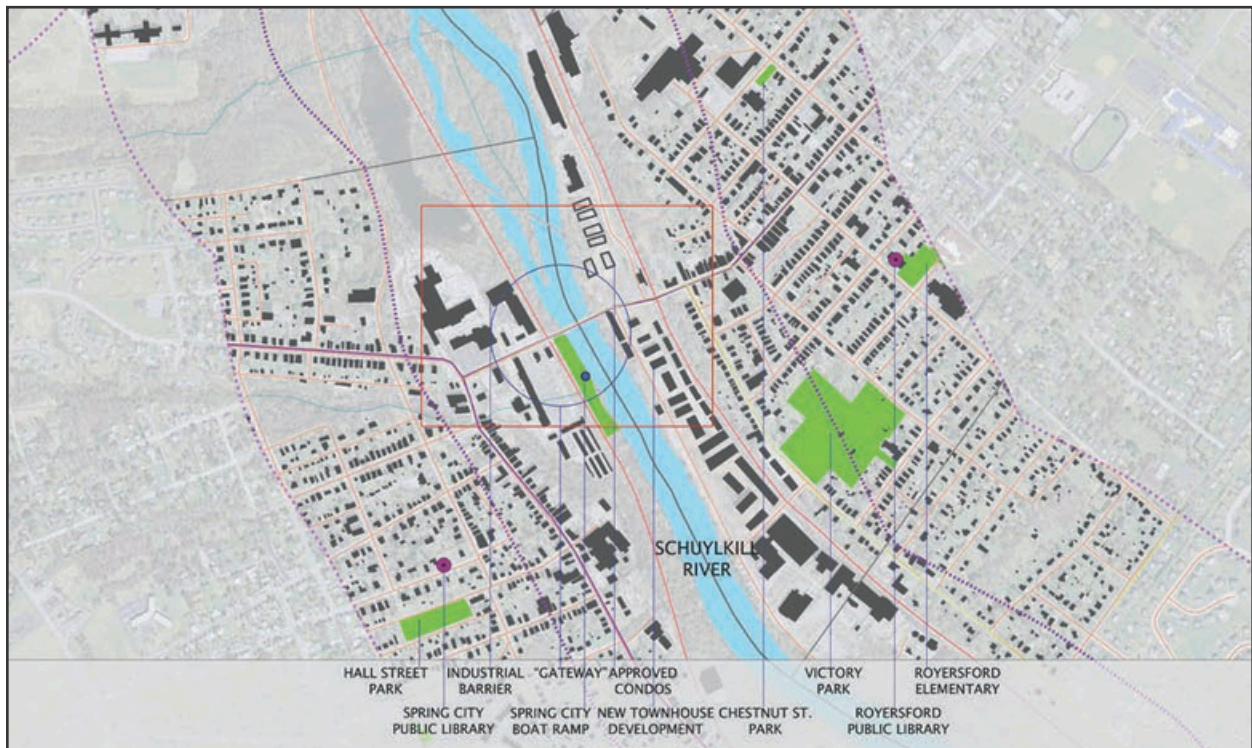 SCHUYLKILL
RIVER
HALL STREET
PARK
INDUSTRIAL
BARRIER
"GATEWAY"
APPROVED
CONDOS
VICTORY
PARK
ROYERSFORD
ELEMENTARY
SPRING CITY
PUBLIC LIBRARY
SPRING CITY
BOAT RAMP
NEW TOWNHOUSE
DEVELOPMENT
CHESTNUT ST.
PARK
ROYERSFORD
PUBLIC LIBRARY